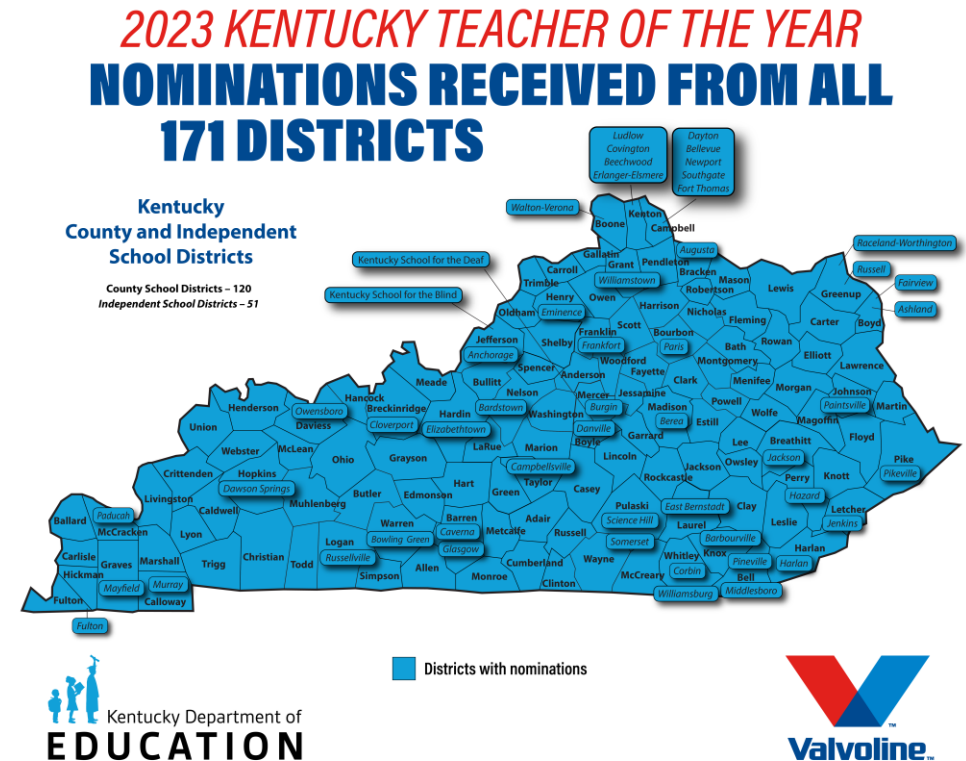 2023 KENTUCKY TEACHER OF THE YEAR
NOMINATIONS RECEIVED FROM ALL
171 DISTRICTS
Kentucky
County and Independent
School Districts
County School Districts – 120
Independent School Districts – 51
Ludlow
Covington
Beechwood
Erlanger-Elsmere
Dayton
Bellevue
Newport
Southgate
Fort Thomas
Walton-Verona
Kenton
Boone
Campbell
Kentucky School for the Deaf
Kentucky School for the Blind
Raceland-Worthington
Russell
Fairview
Ashland
Gallatin
Augusta
Carroll
Grant
Pendleton
Bracken
Trimble
Williamstown
Mason
Robertson
Lewis
Greenup
Henry
Owen
Harrison
Nicholas
Oldham
Eminence
Fleming
Carter
Boyd
Franklin
Scott
Bourbon
Jefferson
Shelby
Frankfort
Paris
Bath
Rowan
Anchorage
Woodford
Montgomery
Elliott
Lawrence
Spencer
Anderson
Fayette
Clark
Menifee
Morgan
Meade
Bullitt
Nelson
Mercer
Jessamine
Johnson
Hancock
Bardstown
Burgin
Madison
Powell
Wolfe
Magoffin
Paintsville
Martin
Henderson
Owensboro
Breckinridge
Hardin
Washington
Berea
Estill
Daviess
Cloverport
Elizabethtown
Danville
Boyle
Garrard
Union
Webster
McLean
Ohio
Grayson
LaRue
Marion
Lincoln
Lee
Breathitt
Floyd
Crittenden
Hopkins
Campbellsville
Jackson
Owsley
Jackson
Pike
Pikeville
Dawson Springs
Hart
Taylor
Casey
Rockcastle
Perry
Knott
Livingston
Caldwell
Muhlenberg
Butler
Edmonson
Green
Pulaski
East Bernstadt
Clay
Hazard
Letcher
Ballard
Paducah
McCracken
Lyon
Warren
Barren
Adair
Science Hill
Laurel
Leslie
Jenkins
Logan
Bowling Green
Caverna
Metcalfe
Russell
Somerset
Barbourville
Carlisle
Graves
Marshall
Trigg
Christian
Todd
Russellville
Glasgow
Cumberland
Wayne
Whitley
Knox
Harlan
Hickman
Simpson
Allen
Monroe
Clinton
McCreary
Corbin
Pineville
Harlan
Bell
Fulton
Mayfield
Murray
Calloway
Williamsburg
Middlesboro
Fulton
Districts with nominations
Kentucky Department of
EDUCATION
Valvoline™